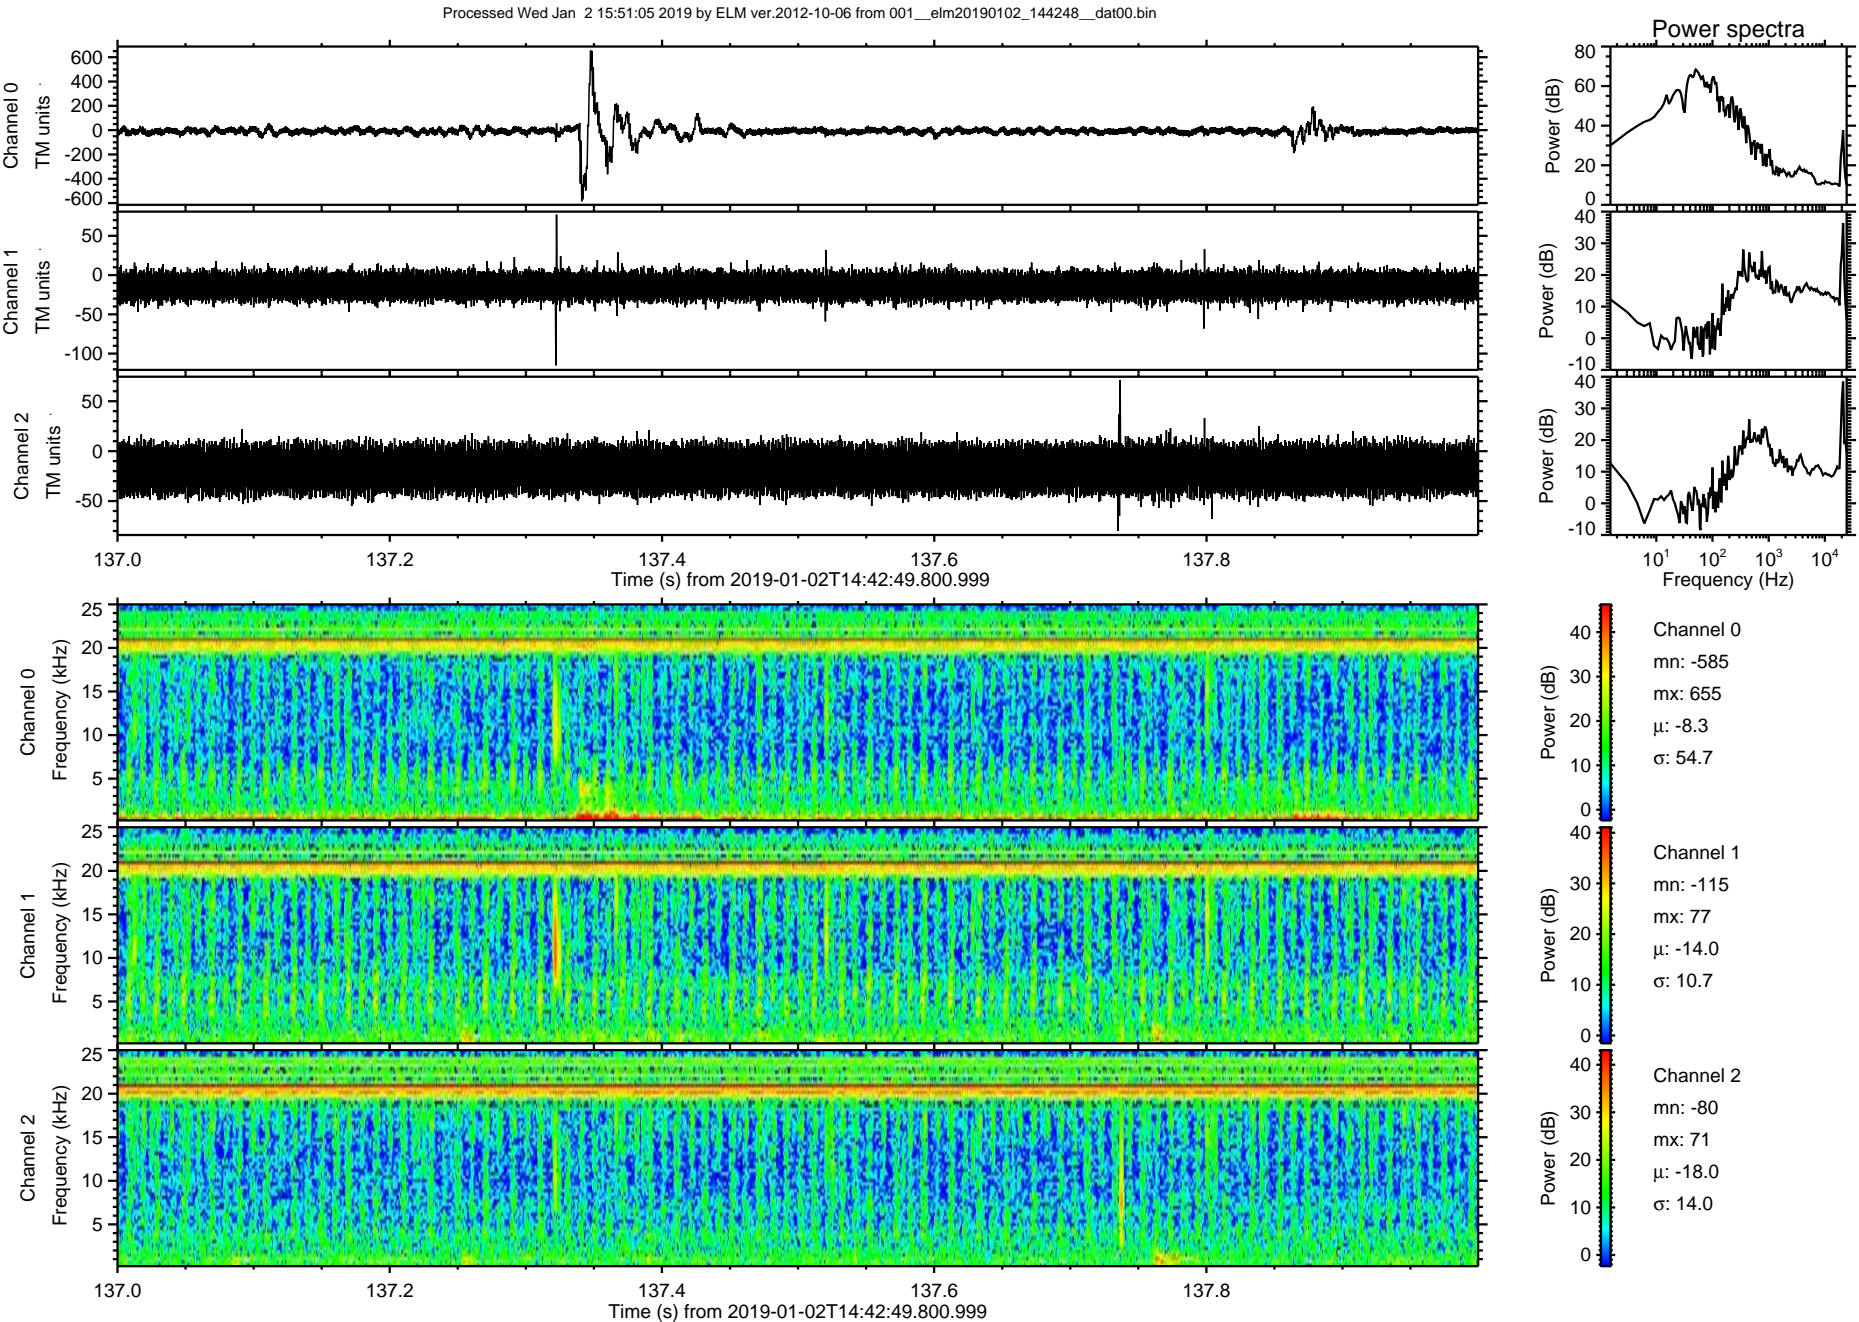 Processed Wed Jan  2 15:51:05 2019 by ELM ver.2012-10-06 from 001__elm20190102_144248__dat00.bin
Power spectra
Channel 0
TM units
600
400
200
0
-200
-400
-600
Power (dB)
80
60
40
20
0
Channel 1
TM units
50
0
-50
-100
Power (dB)
40
30
20
10
0
-10
Channel 2
TM units
50
0
-50
Power (dB)
40
30
20
10
0
-10
137.0 137.2 137.4 137.6 137.8
Time (s) from 2019-01-02T14:42:49.800.999
10^1 10^2 10^3 10^4
Frequency (Hz)
Channel 0
Frequency (kHz)
25
20
15
10
5
Power (dB)
40
30
20
10
0
Channel 0
mn: -585
mx: 655
μ: -8.3
σ: 54.7
Channel 1
Frequency (kHz)
25
20
15
10
5
Power (dB)
40
30
20
10
0
Channel 1
mn: -115
mx: 77
μ: -14.0
σ: 10.7
Channel 2
Frequency (kHz)
25
20
15
10
5
Power (dB)
40
30
20
10
0
Channel 2
mn: -80
mx: 71
μ: -18.0
σ: 14.0
137.0 137.2 137.4 137.6 137.8
Time (s) from 2019-01-02T14:42:49.800.999